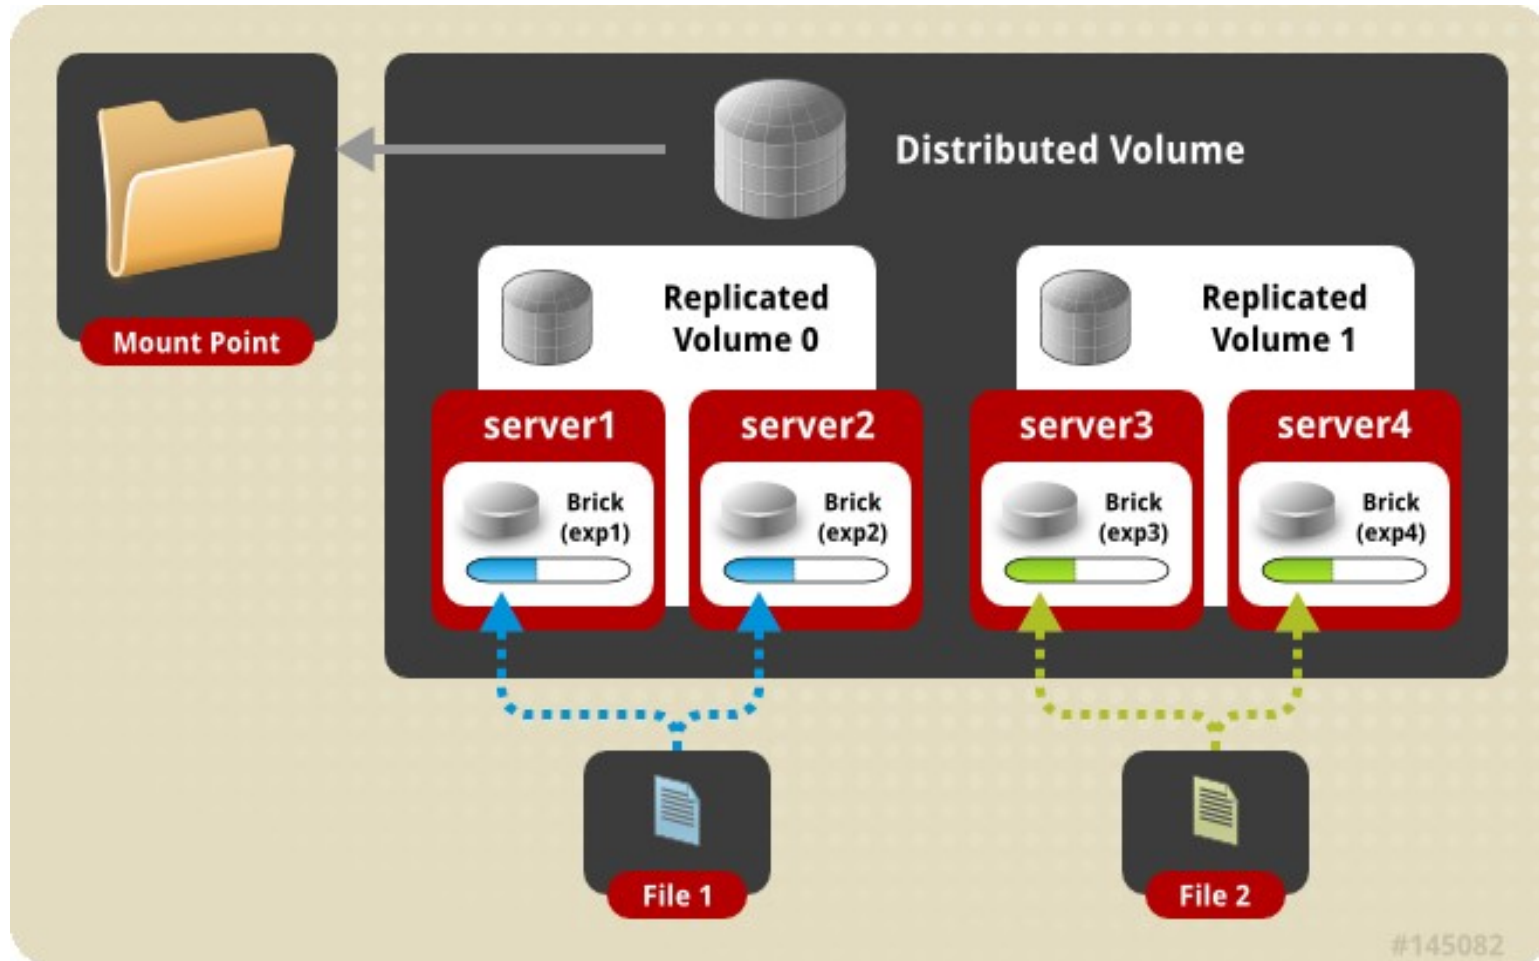 Distributed Volume
Mount Point
Replicated
Volume 0
Replicated
Volume 1
server1
server2
server3
server4
Brick
(exp1)
Brick
(exp2)
Brick
(exp3)
Brick
(exp4)
File 1
File 2
#145082